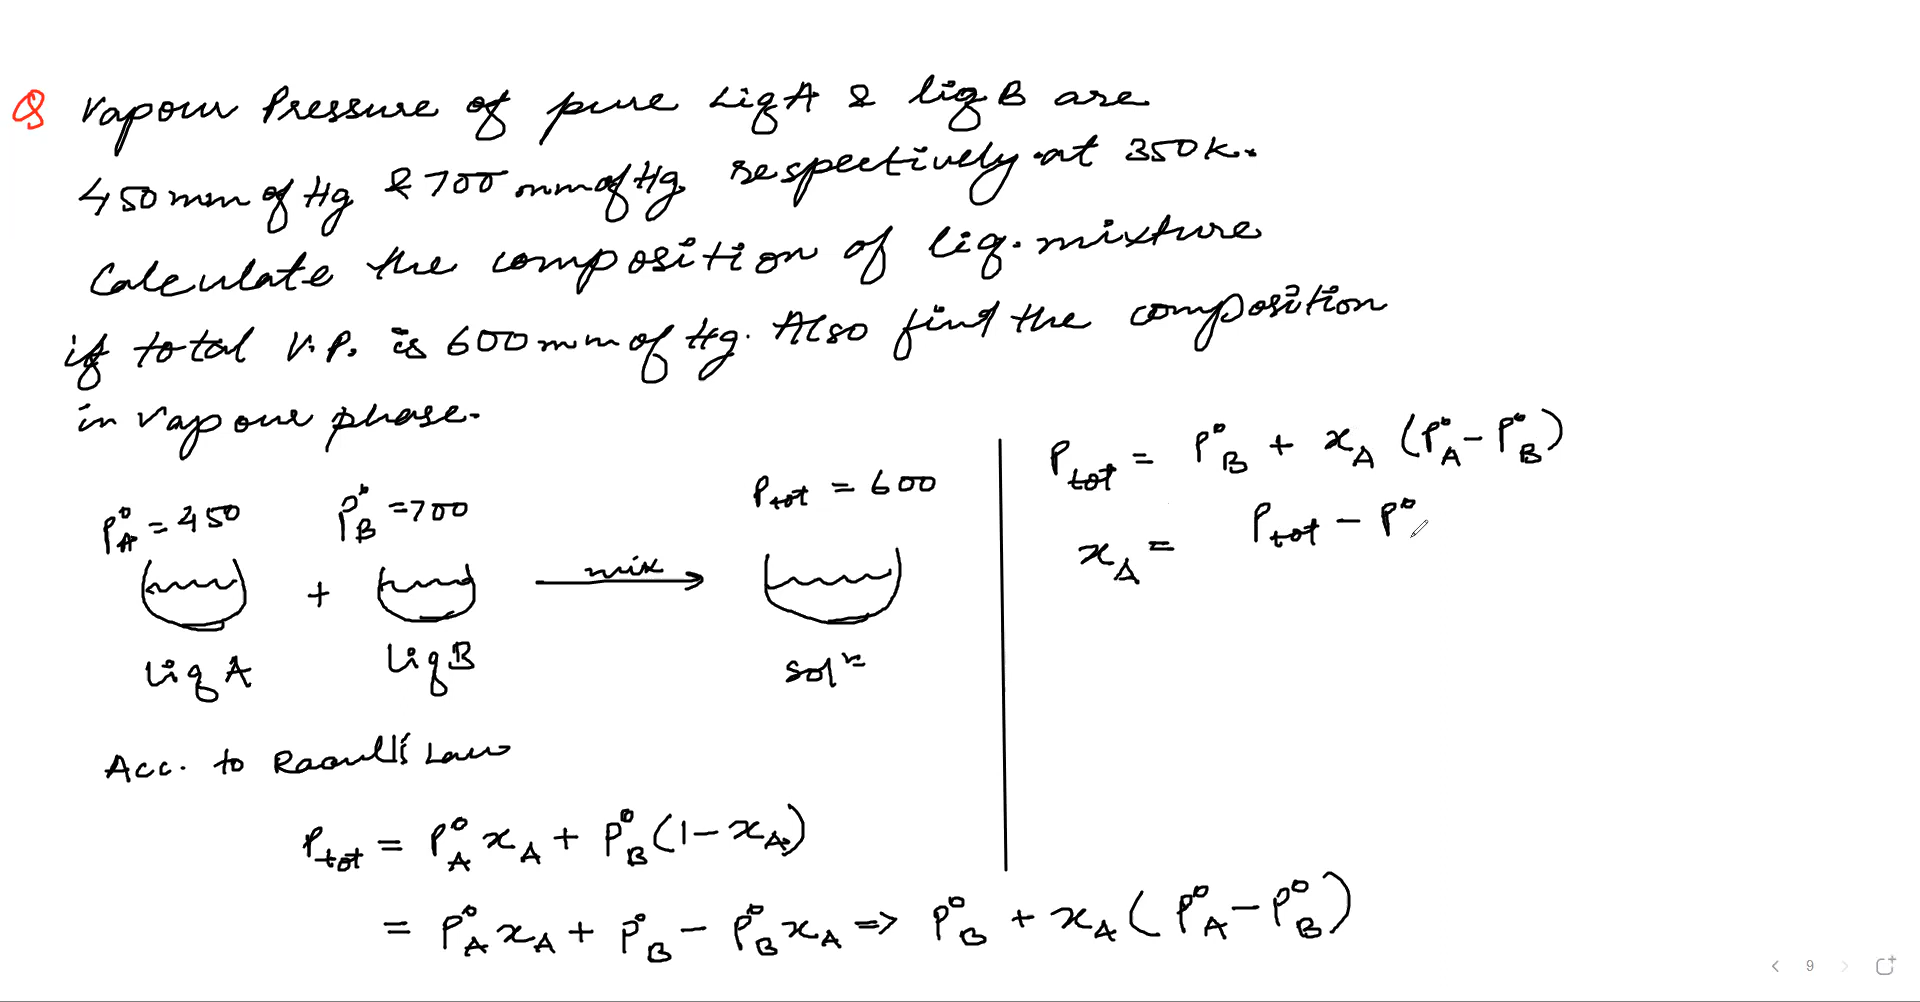 Q Vapour Pressure of pure Liq A & liq B are
450 mm of Hg & 700 mm of Hg respectively at 350 K.
Calculate the composition of liq. mixture
if total V.P. is 600 mm of Hg. Also find the composition
in vapour phase.
P°A = 450
P°B = 700
Ptot = 600
+
mix
Liq A
Liq B
solⁿ
Acc. to Raoult's Law
Ptot = P°A xA + P°B (1 - xA)
= P°A xA + P°B - P°B xA => P°B + xA (P°A - P°B)
Ptot = P°B + xA (P°A - P°B)
xA = Ptot - P°
9